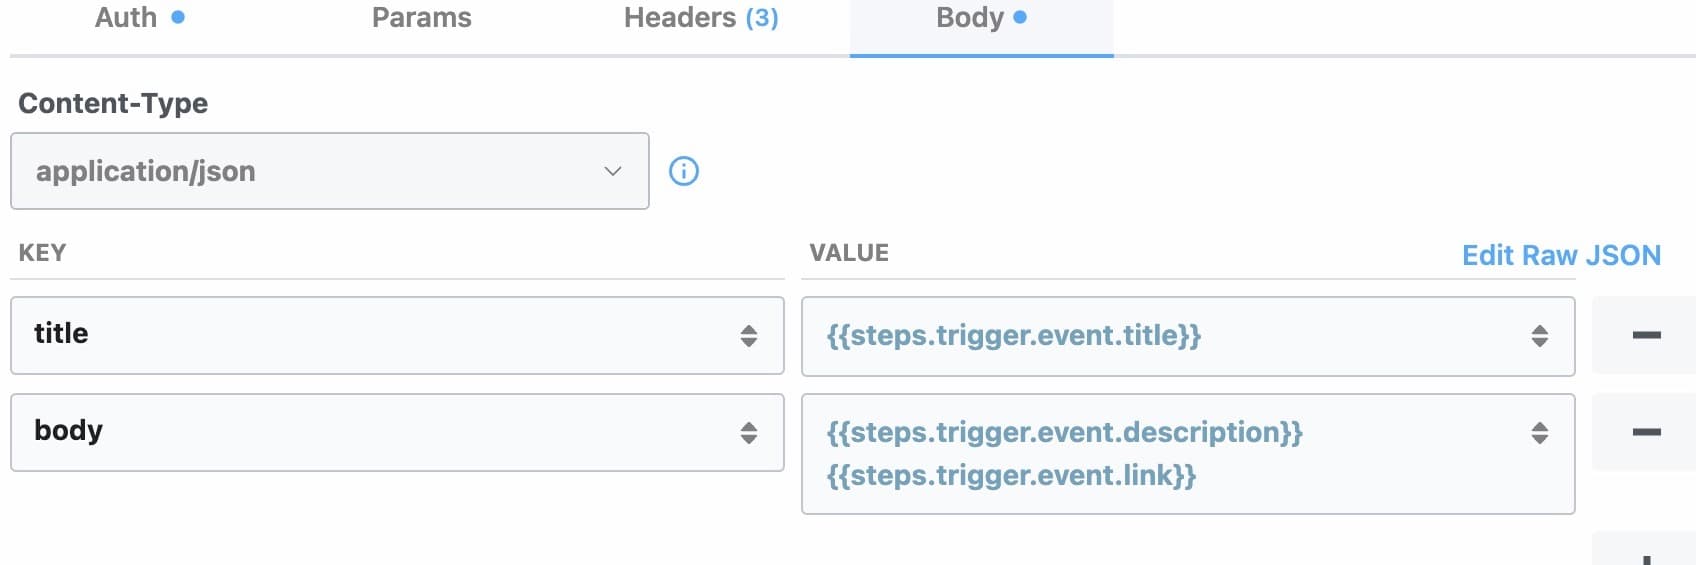 Auth Params Headers (3) Body
Content-Type
application/json
KEY VALUE Edit Raw JSON
title {{steps.trigger.event.title}}
body {{steps.trigger.event.description}}
{{steps.trigger.event.link}}